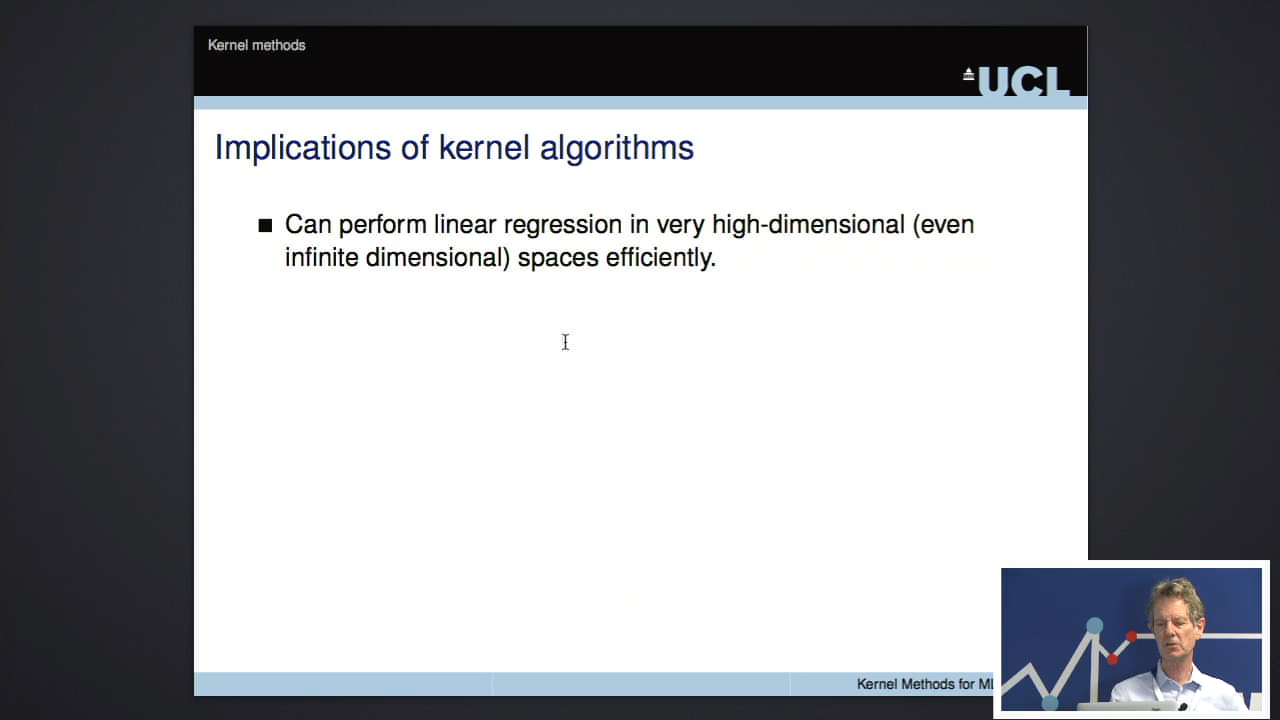 Kernel methods
UCL
Implications of kernel algorithms
Can perform linear regression in very high-dimensional (even
infinite dimensional) spaces efficiently.
Kernel Methods for ML